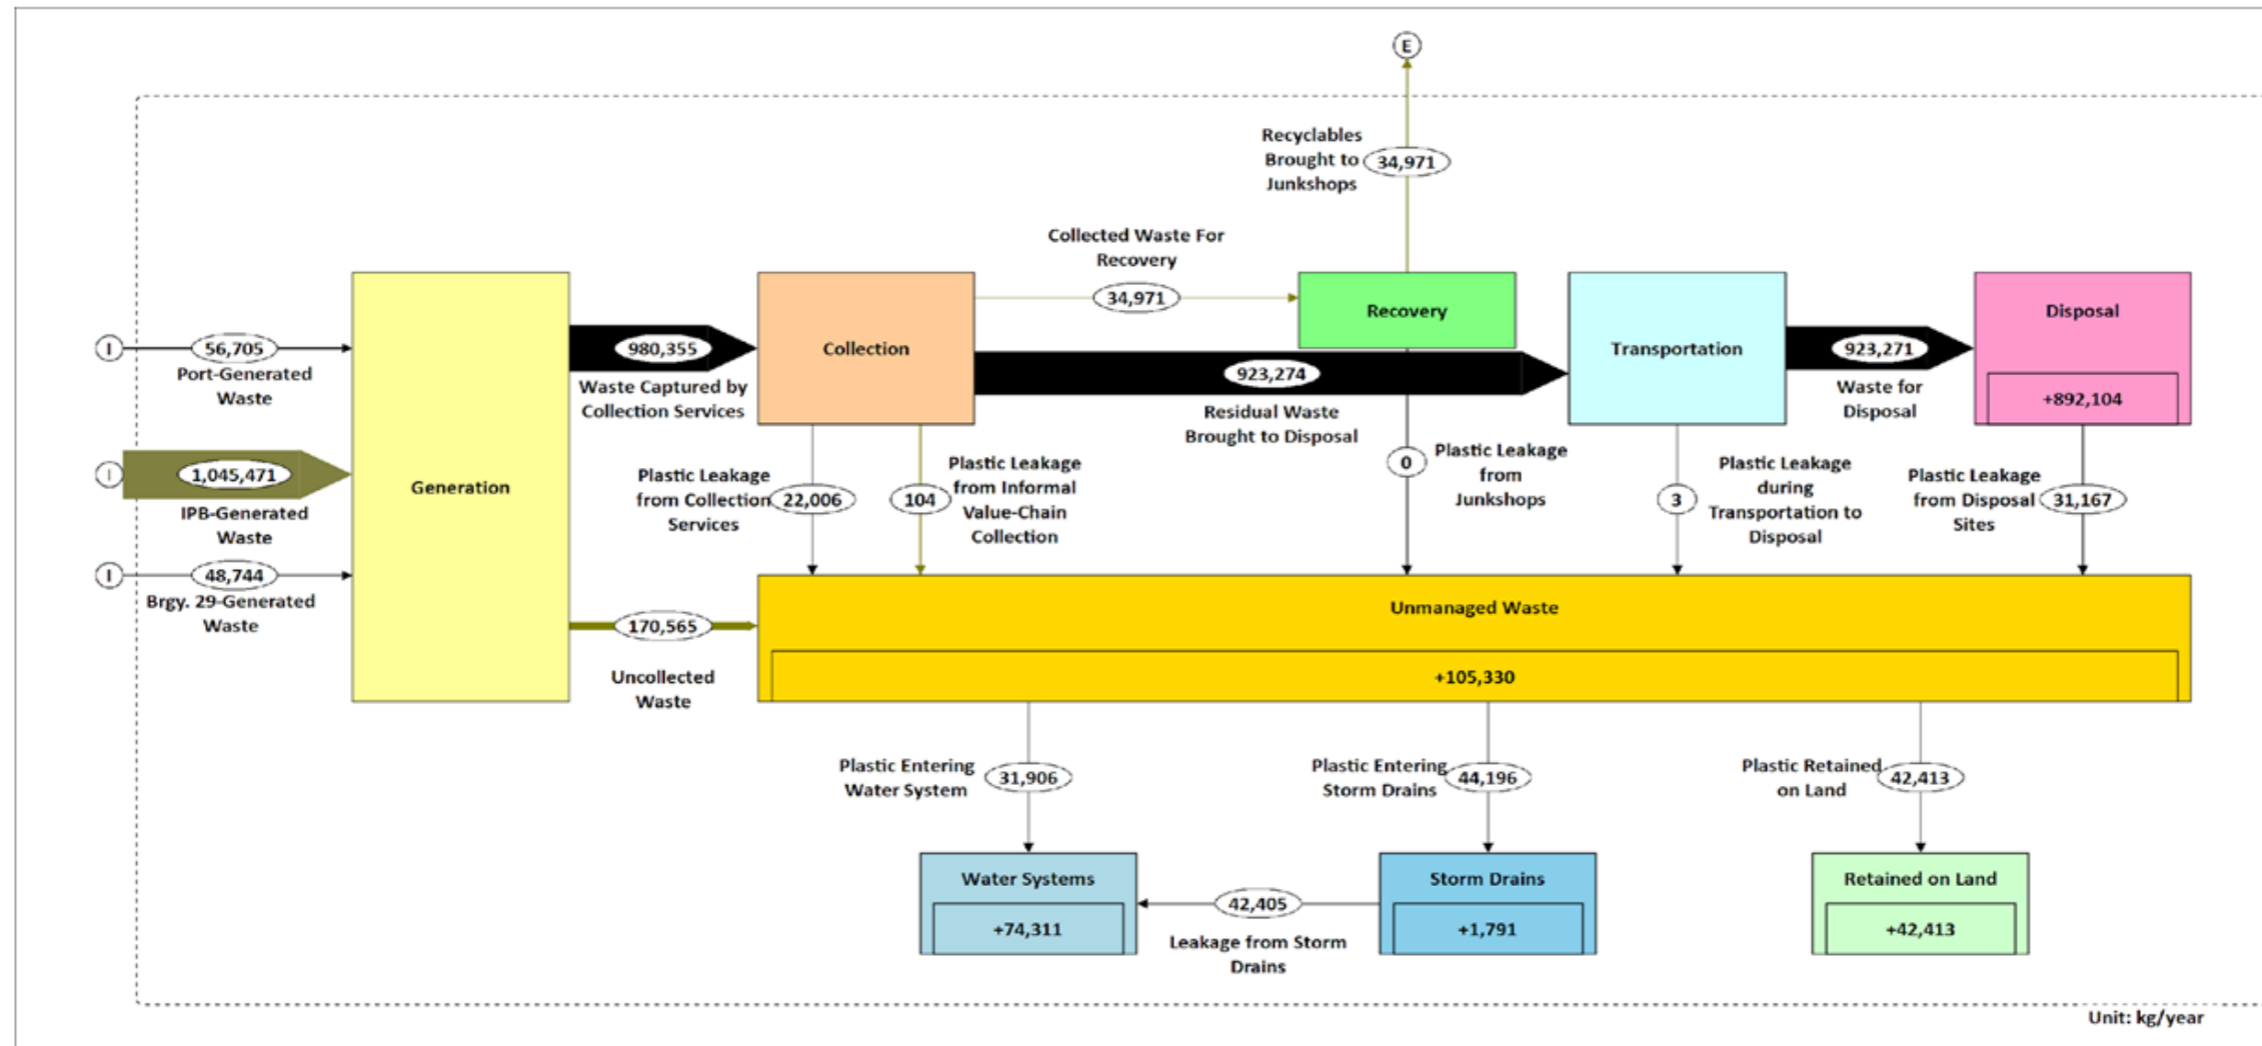 E
Recyclables
Brought to
Junkshops
34,971
Collected Waste For
Recovery
34,971
I
56,705
Port-Generated
Waste
I
1,045,471
IPB-Generated
Waste
I
48,744
Brgy. 29-Generated
Waste
Generation
980,355
Waste Captured by
Collection Services
170,565
Uncollected
Waste
Collection
Recovery
923,274
Residual Waste
Brought to Disposal
Transportation
923,271
Waste for
Disposal
Disposal
+892,104
Plastic Leakage
from Collection
Services
22,006
104
Plastic Leakage
from Informal
Value-Chain
Collection
0
Plastic Leakage
from
Junkshops
3
Plastic Leakage
during
Transportation to
Disposal
Plastic Leakage
from Disposal
Sites
31,167
Unmanaged Waste
+105,330
Plastic Entering
Water System
31,906
Plastic Entering
Storm Drains
44,196
Plastic Retained
on Land
42,413
Water Systems
+74,311
42,405
Leakage from Storm
Drains
Storm Drains
+1,791
Retained on Land
+42,413
Unit: kg/year